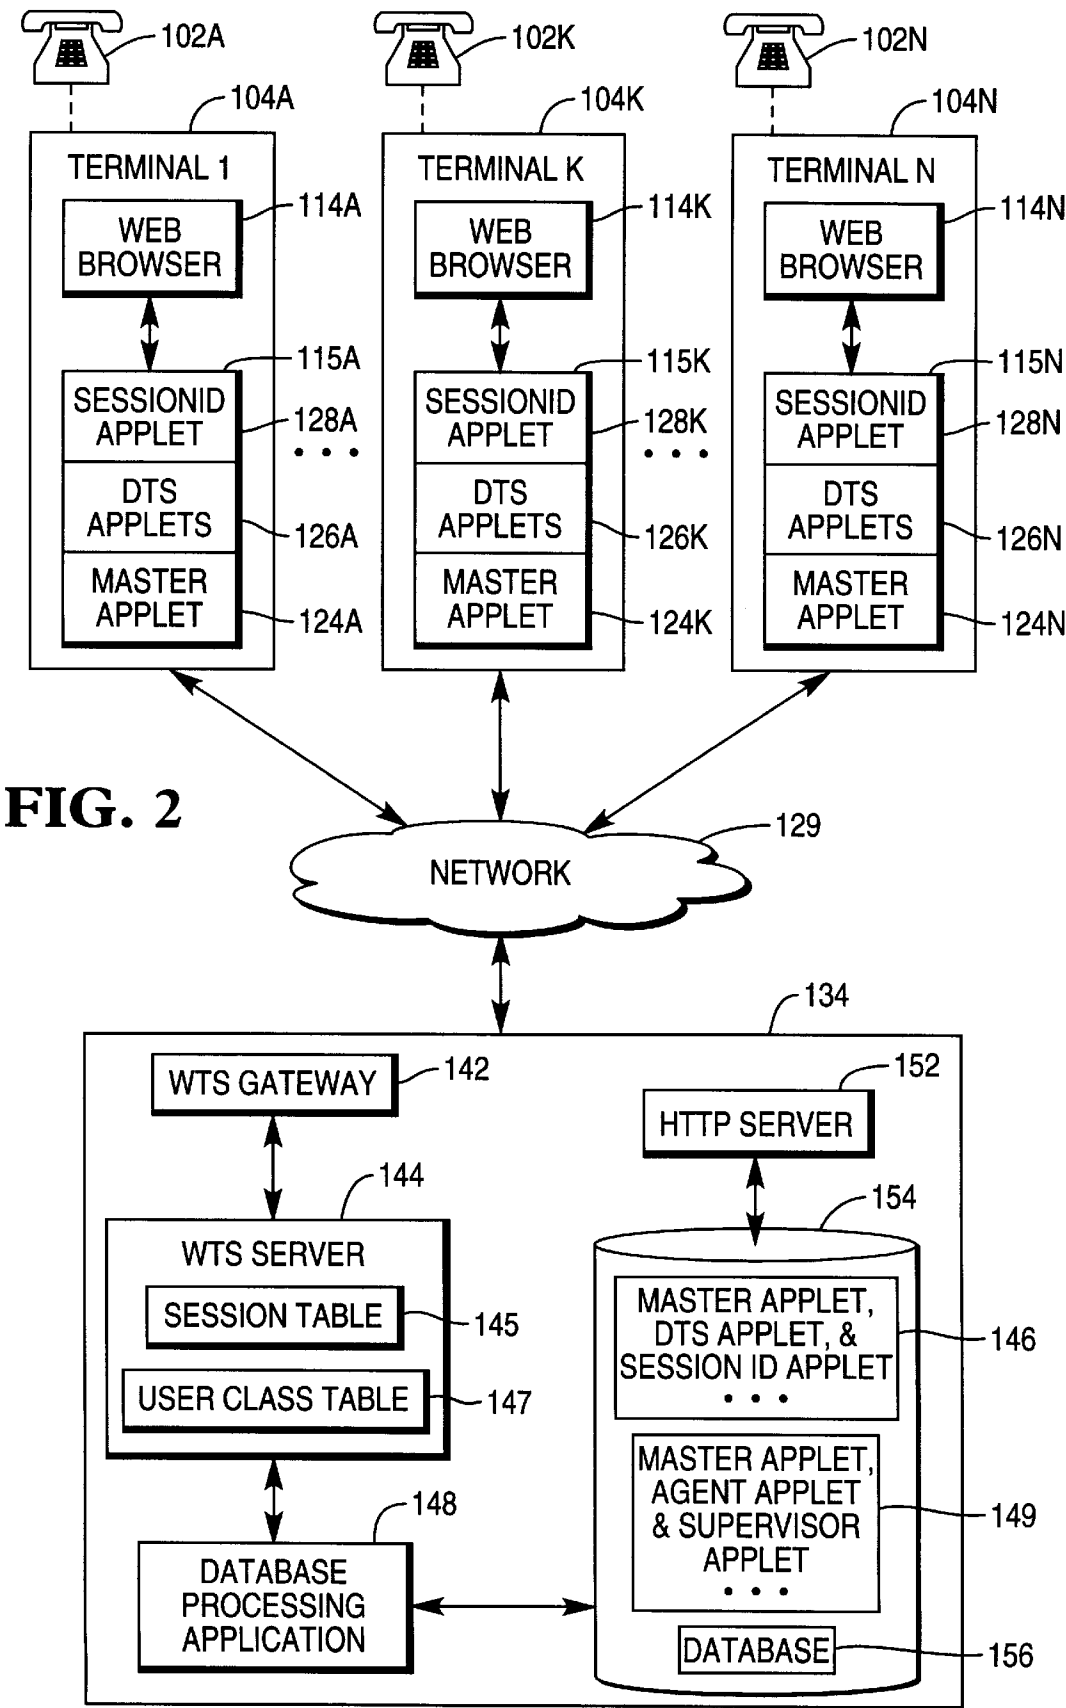 102A
102K
102N
104A
104K
104N
TERMINAL 1
TERMINAL K
TERMINAL N
WEB
BROWSER
114A
WEB
BROWSER
114K
WEB
BROWSER
114N
115A
115K
115N
SESSIONID
APPLET
128A
• • •
SESSIONID
APPLET
128K
• • •
SESSIONID
APPLET
128N
DTS
APPLETS
126A
DTS
APPLETS
126K
DTS
APPLETS
126N
MASTER
APPLET
124A
MASTER
APPLET
124K
MASTER
APPLET
124N
FIG. 2
129
NETWORK
134
WTS GATEWAY
142
152
HTTP SERVER
144
154
WTS SERVER
SESSION TABLE
145
USER CLASS TABLE
147
MASTER APPLET,
DTS APPLET, &
SESSION ID APPLET
• • •
146
MASTER APPLET,
AGENT APPLET
& SUPERVISOR
APPLET
• • •
149
148
DATABASE
PROCESSING
APPLICATION
DATABASE
156